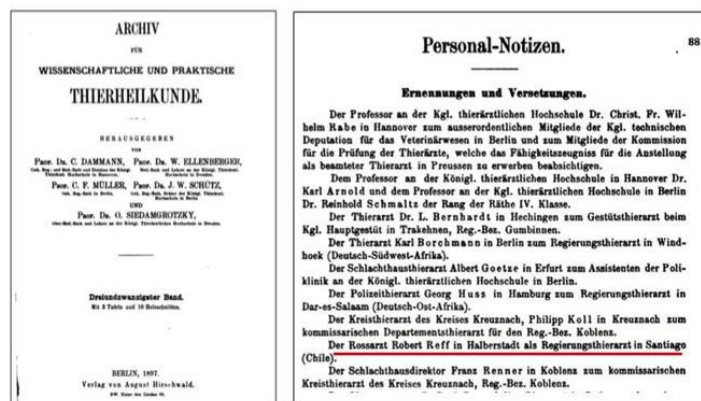 ARCHIV
FÜR
WISSENSCHAFTLICHE UND PRAKTISCHE
THIERHEILKUNDE.
HERAUSGEGEBEN
VON
Prof. Dr. C. DAMMANN, Prof. Dr. W. ELLENBERGER,
Prof. C. F. MÜLLER, Prof. Dr. J. W. SCHÜTZ,
UND
Prof. Dr. O. SIEDAMGROTZKY,
Dreiundzwanzigster Band.
Mit 3 Tafeln und 10 Holzschnitten.
BERLIN, 1897.
Verlag von August Hirschwald.
NW. Unter den Linden
Personal-Notizen.
88
Ernennungen und Versetzungen.
Der Professor an der Kgl. thierärztlichen Hochschule Dr. Christ. Fr. Wil-
helm Rabe in Hannover zum ausserordentlichen Mitgliede der Kgl. technischen
Deputation für das Veterinärwesen in Berlin und zum Mitgliede der Kommission
für die Prüfung der Thierärzte, welche das Fähigkeitszeugniss für die Anstellung
als beamteter Thierarzt in Preussen zu erwerben beabsichtigen.
Dem Professor an der Königl. thierärztlichen Hochschule in Hannover Dr.
Karl Arnold und dem Professor an der Kgl. thierärztlichen Hochschule in Berlin
Dr. Reinhold Schmaltz der Rang der Räthe IV. Klasse.
Der Thierarzt Dr. L. Bernhardt in Hechingen zum Gestütsthierarzt beim
Kgl. Hauptgestüt in Trakehnen, Reg.-Bez. Gumbinnen.
Der Thierarzt Karl Borchmann in Berlin zum Regierungsthierarzt in Wind-
hoek (Deutsch-Südwest-Afrika).
Der Schlachthausthierarzt Albert Goetze in Erfurt zum Assistenten der Poli-
klinik an der Königl. thierärztlichen Hochschule in Berlin.
Der Polizeithierarzt Georg Huss in Hamburg zum Regierungsthierarzt in
Dar-es-Salaam (Deutsch-Ost-Afrika).
Der Kreisthierarzt des Kreises Kreuznach, Philipp Koll in Kreuznach zum
kommissarischen Departementsthierarzt für den Reg.-Bez. Koblenz.
Der Rossarzt Robert Reff in Halberstadt als Regierungsthierarzt in Santiago
(Chile).
Der Schlachthausdirektor Franz Renner in Koblenz zum kommissarischen
Kreisthierarzt des Kreises Kreuznach, Reg.-Bez. Koblenz.